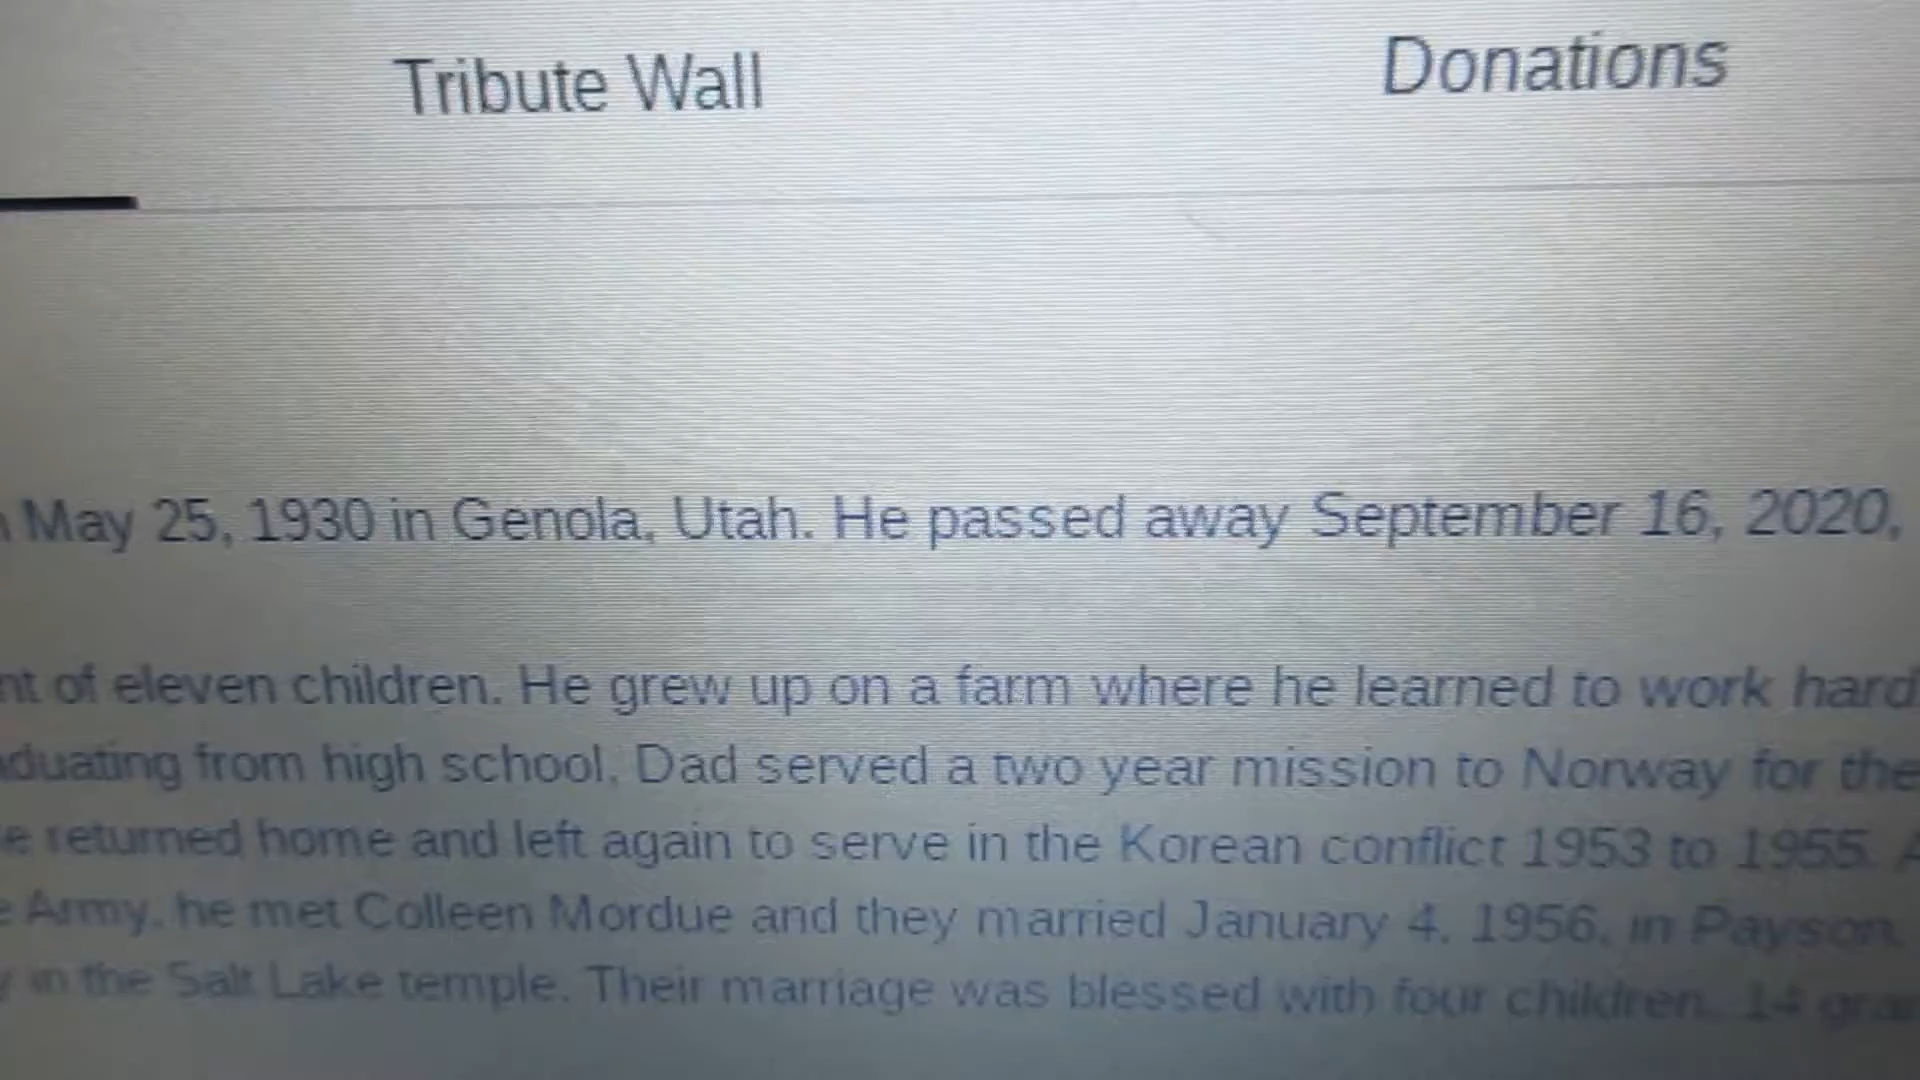 Tribute Wall Donations
May 25, 1930 in Genola, Utah. He passed away September 16, 2020,
of eleven children. He grew up on a farm where he learned to work hard
from high school, Dad served a two year mission to Norway for the
returned home and left again to serve in the Korean conflict 1953 to 1955.
Army, he met Colleen Mordue and they married January 4, 1956, in Payson,
in the Salt Lake temple. Their marriage was blessed with four children, 14